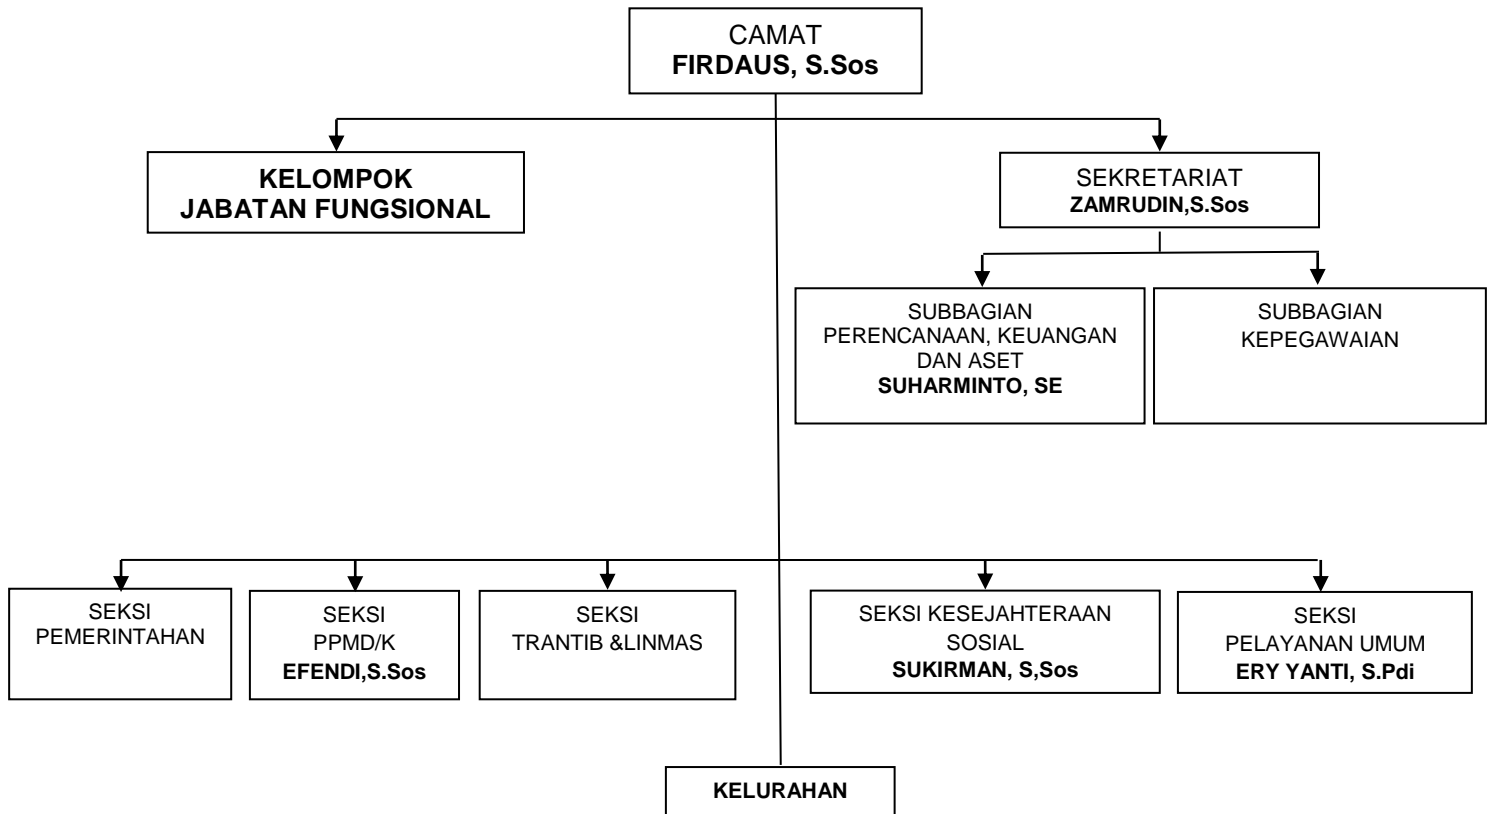 CAMAT
FIRDAUS, S.Sos
KELOMPOK
JABATAN FUNGSIONAL
SEKRETARIAT
ZAMRUDIN,S.Sos
SUBBAGIAN
PERENCANAAN, KEUANGAN
DAN ASET
SUHARMINTO, SE
SUBBAGIAN
KEPEGAWAIAN
SEKSI
PEMERINTAHAN
SEKSI
PPMD/K
EFENDI,S.Sos
SEKSI
TRANTIB &LINMAS
SEKSI KESEJAHTERAAN
SOSIAL
SUKIRMAN, S,Sos
SEKSI
PELAYANAN UMUM
ERY YANTI, S.Pdi
KELURAHAN